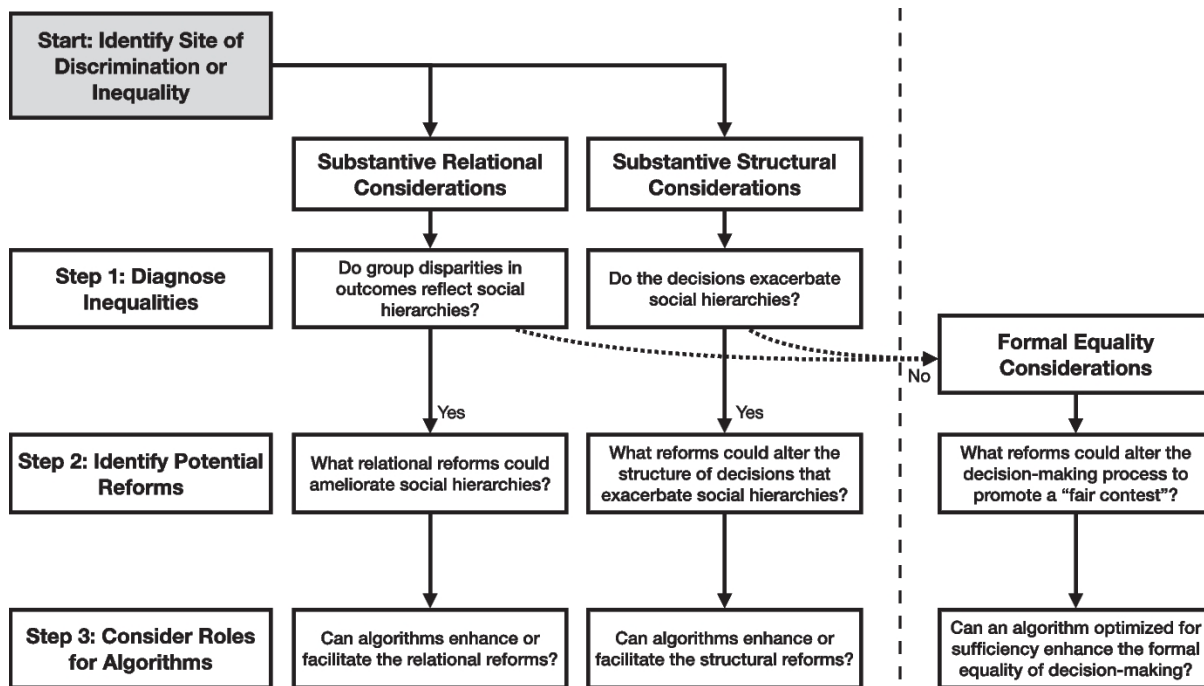 Start: Identify Site of
Discrimination or
Inequality
Substantive Relational
Considerations
Substantive Structural
Considerations
Step 1: Diagnose
Inequalities
Do group disparities in
outcomes reflect social
hierarchies?
Do the decisions exacerbate
social hierarchies?
Formal Equality
Considerations
No
Yes
Yes
Step 2: Identify Potential
Reforms
What relational reforms could
ameliorate social hierarchies?
What reforms could alter the
structure of decisions that
exacerbate social hierarchies?
What reforms could alter the
decision-making process to
promote a “fair contest”?
Step 3: Consider Roles
for Algorithms
Can algorithms enhance or
facilitate the relational reforms?
Can algorithms enhance or
facilitate the structural reforms?
Can an algorithm optimized for
sufficiency enhance the formal
equality of decision-making?